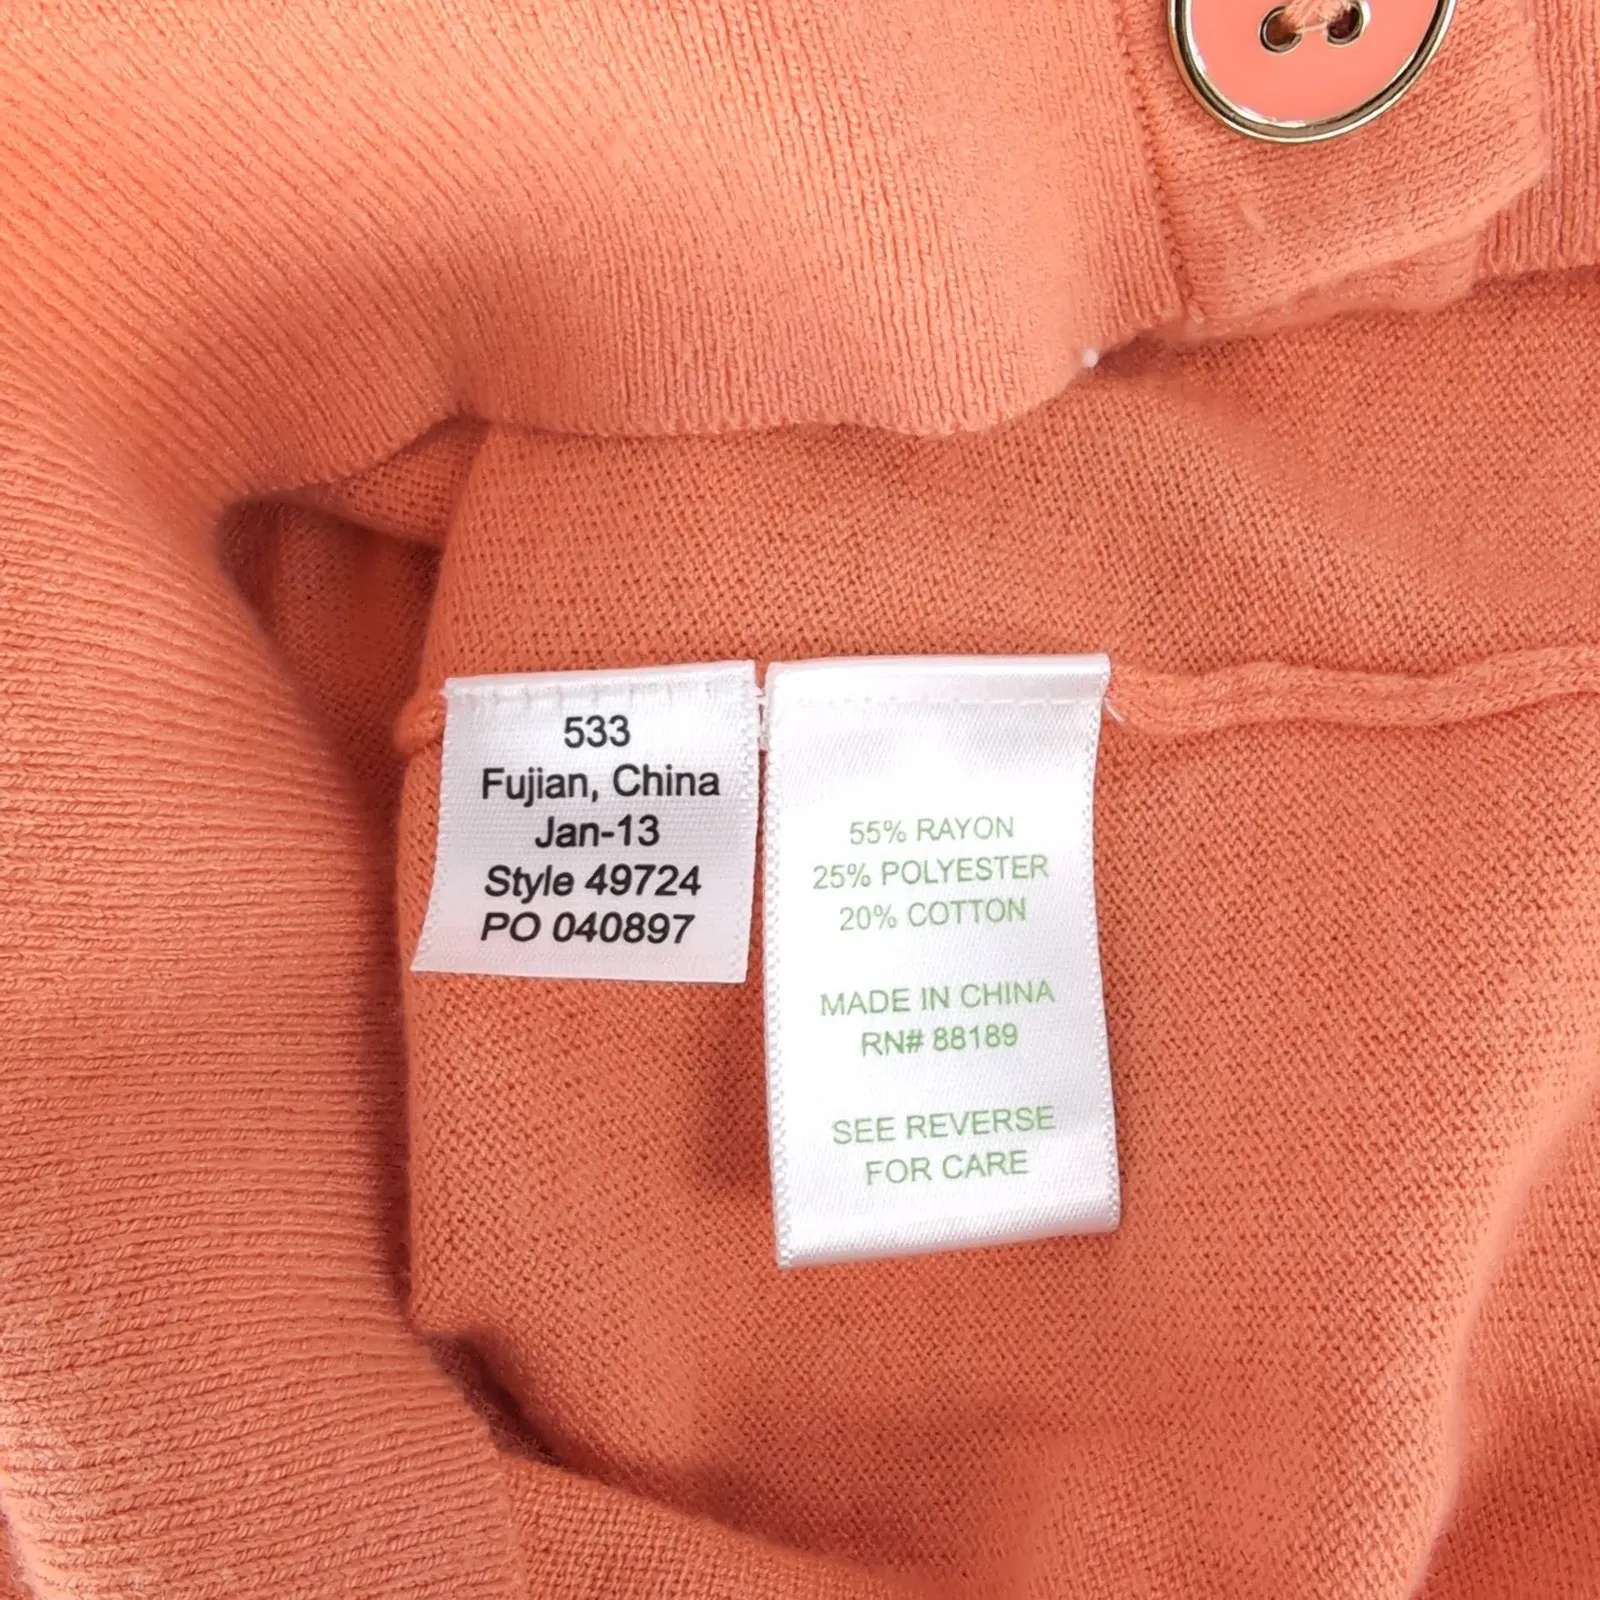 533
Fujian, China
Jan-13
Style 49724
PO 040897
55% RAYON
25% POLYESTER
20% COTTON
MADE IN CHINA
RN# 88189
SEE REVERSE
FOR CARE